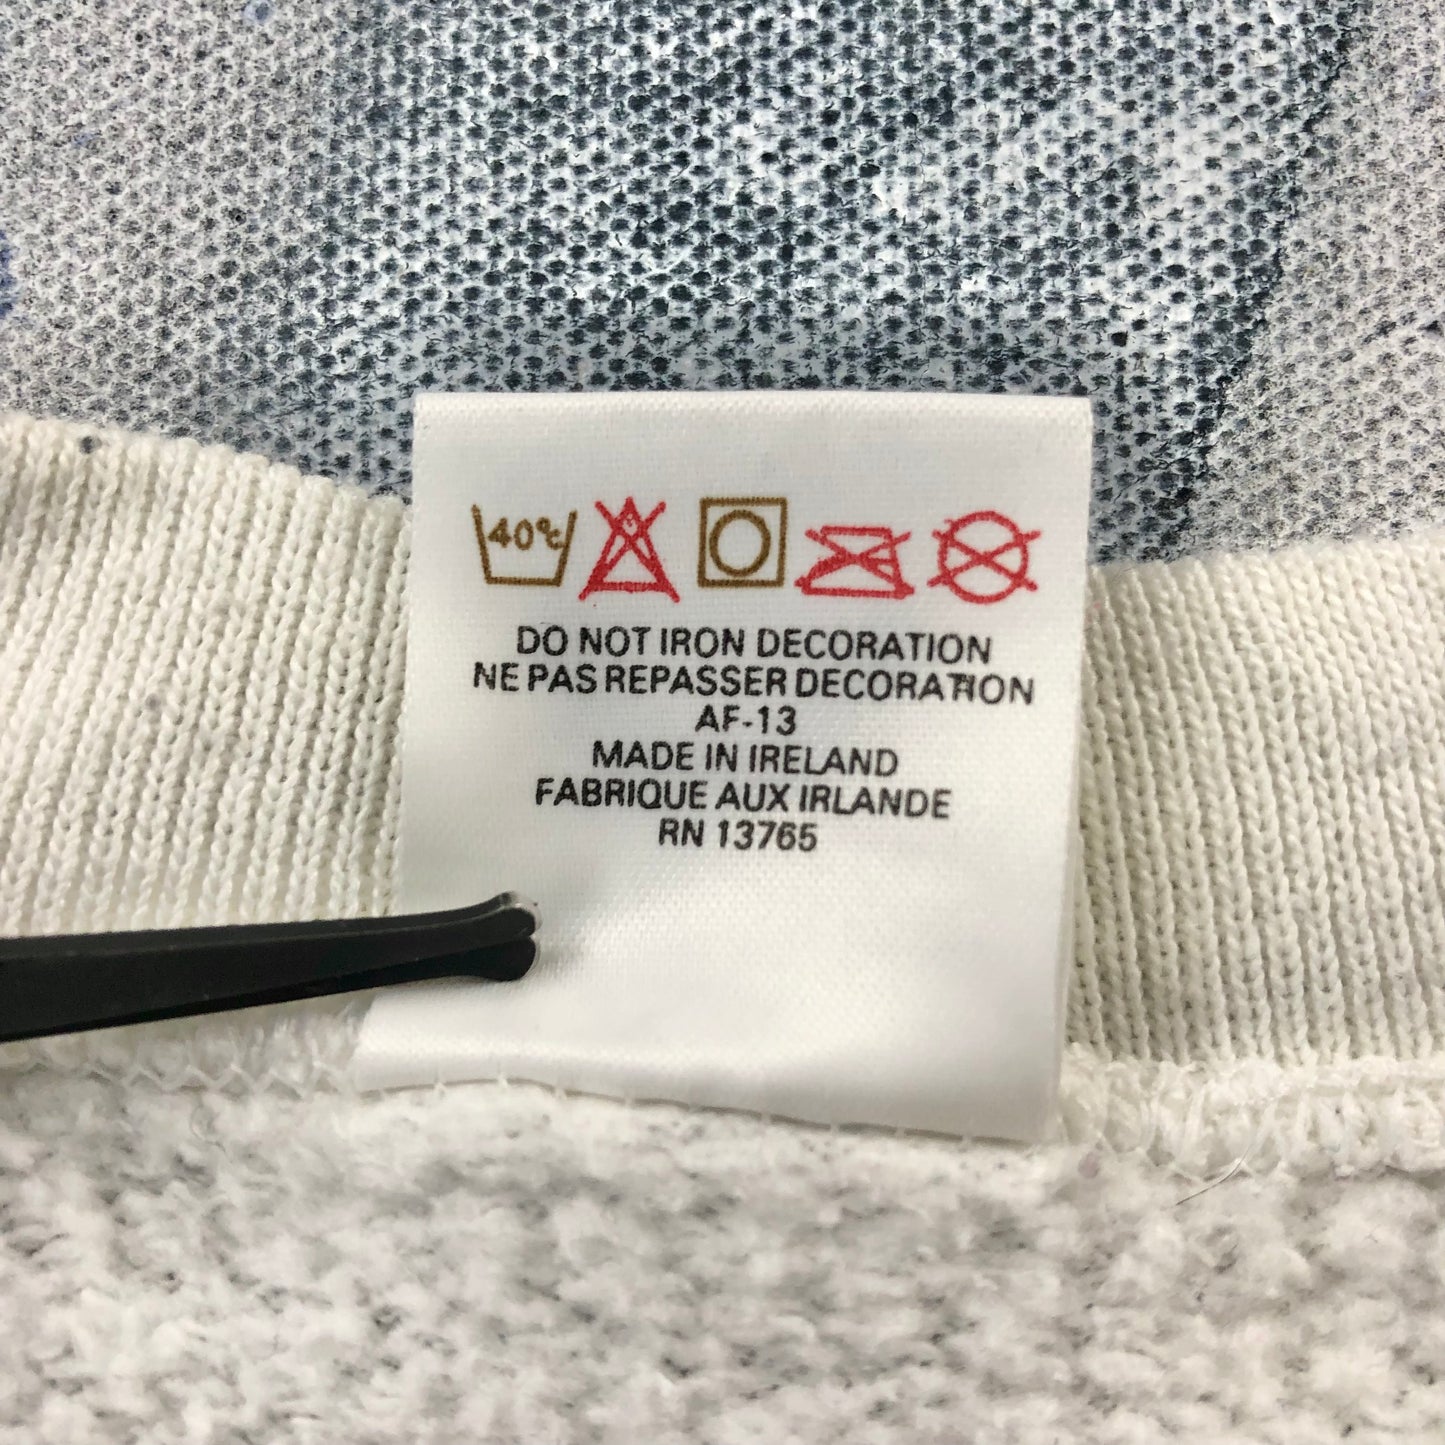 40°C
DO NOT IRON DECORATION
NE PAS REPASSER DECORATION
AF-13
MADE IN IRELAND
FABRIQUE AUX IRLANDE
RN 13765